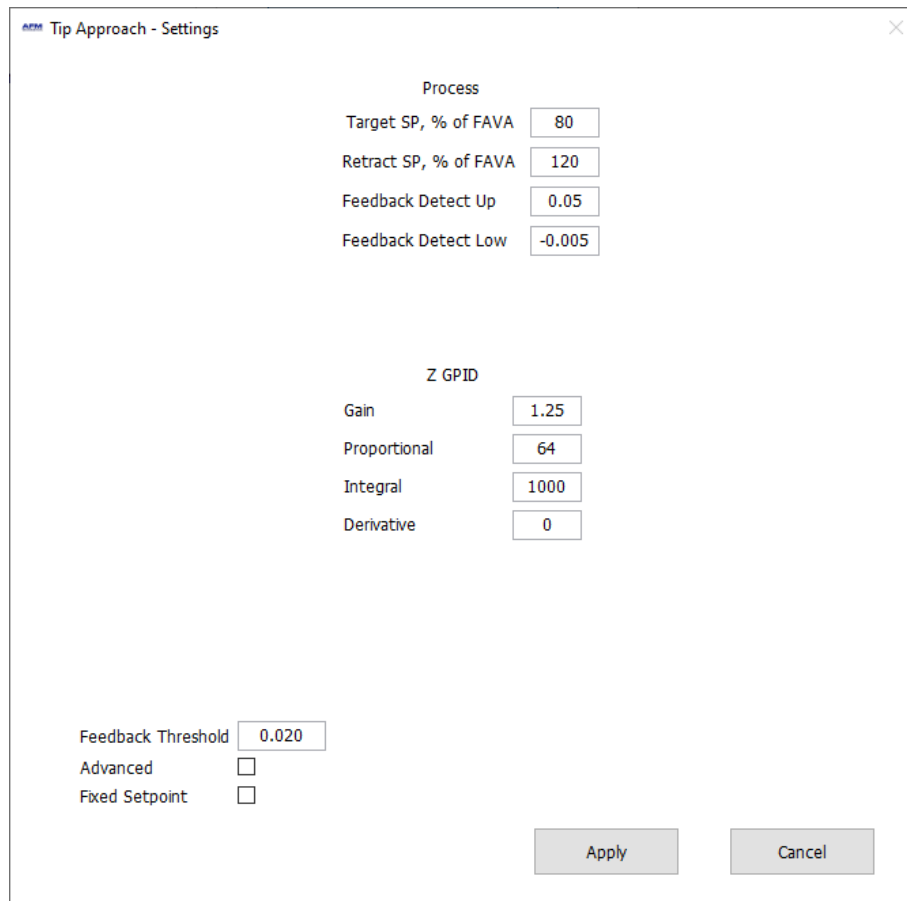 AFM Tip Approach - Settings
Process
Target SP, % of FAVA 80
Retract SP, % of FAVA 120
Feedback Detect Up 0.05
Feedback Detect Low -0.005
Z GPID
Gain 1.25
Proportional 64
Integral 1000
Derivative 0
Feedback Threshold 0.020
Advanced
Fixed Setpoint
Apply Cancel